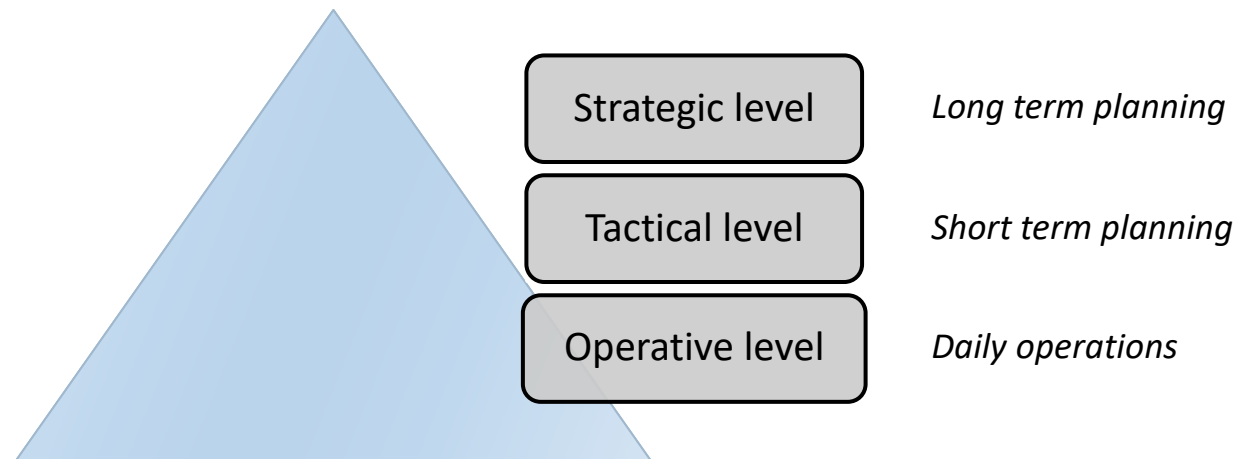 Strategic level
Long term planning
Tactical level
Short term planning
Operative level
Daily operations